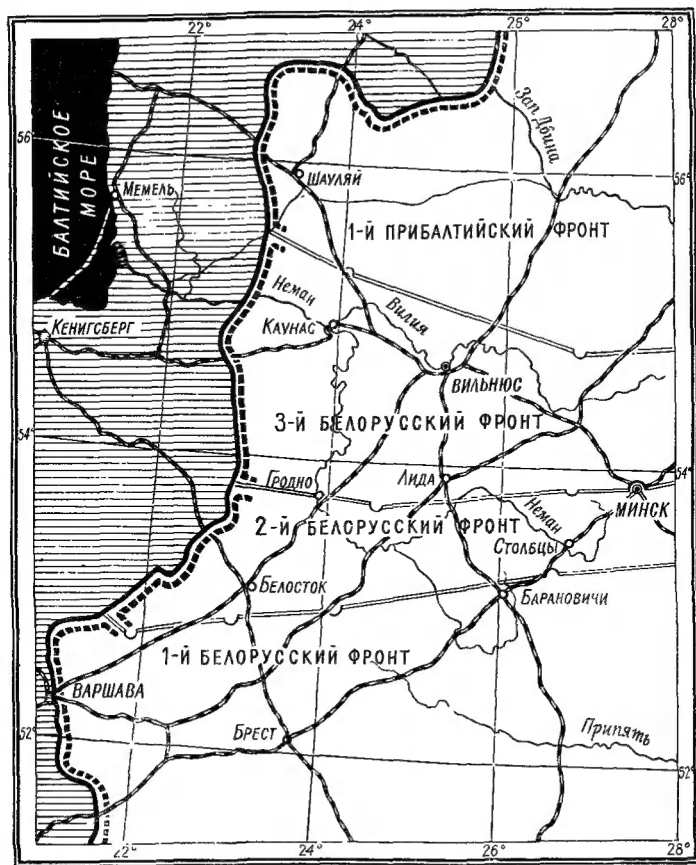 22°
24°
26°
28°
56°
56°
БАЛТИЙСКОЕ
МОРЕ
Зап. Двина
Мемель
Шауляй
1-Й ПРИБАЛТИЙСКИЙ ФРОНТ
Неман
Вилия
Кенигсберг
Каунас
ВИЛЬНЮС
3-Й БЕЛОРУССКИЙ ФРОНТ
54°
54°
Гродно
Лида
МИНСК
2-Й БЕЛОРУССКИЙ ФРОНТ
Неман
Столбцы
Белосток
Барановичи
1-Й БЕЛОРУССКИЙ ФРОНТ
ВАРШАВА
52°
Брест
Припять
52°
22°
24°
26°
28°